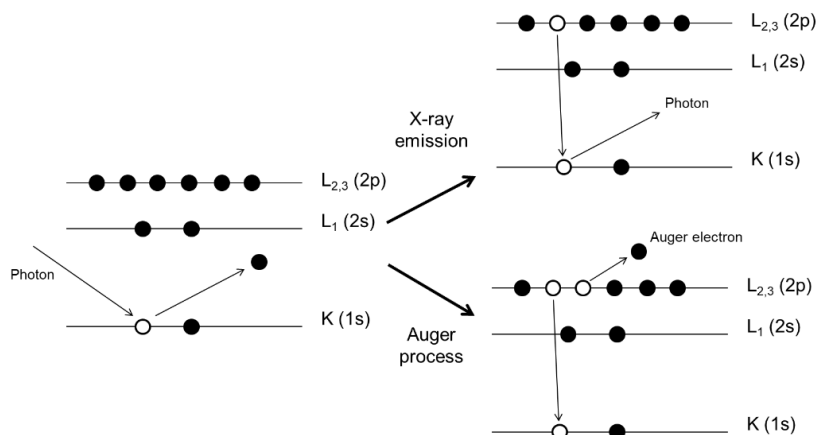 L2,3 (2p)
L1 (2s)
Photon
K (1s)
X-ray
emission
Auger
process
L2,3 (2p)
L1 (2s)
Photon
K (1s)
Auger electron
L2,3 (2p)
L1 (2s)
K (1s)